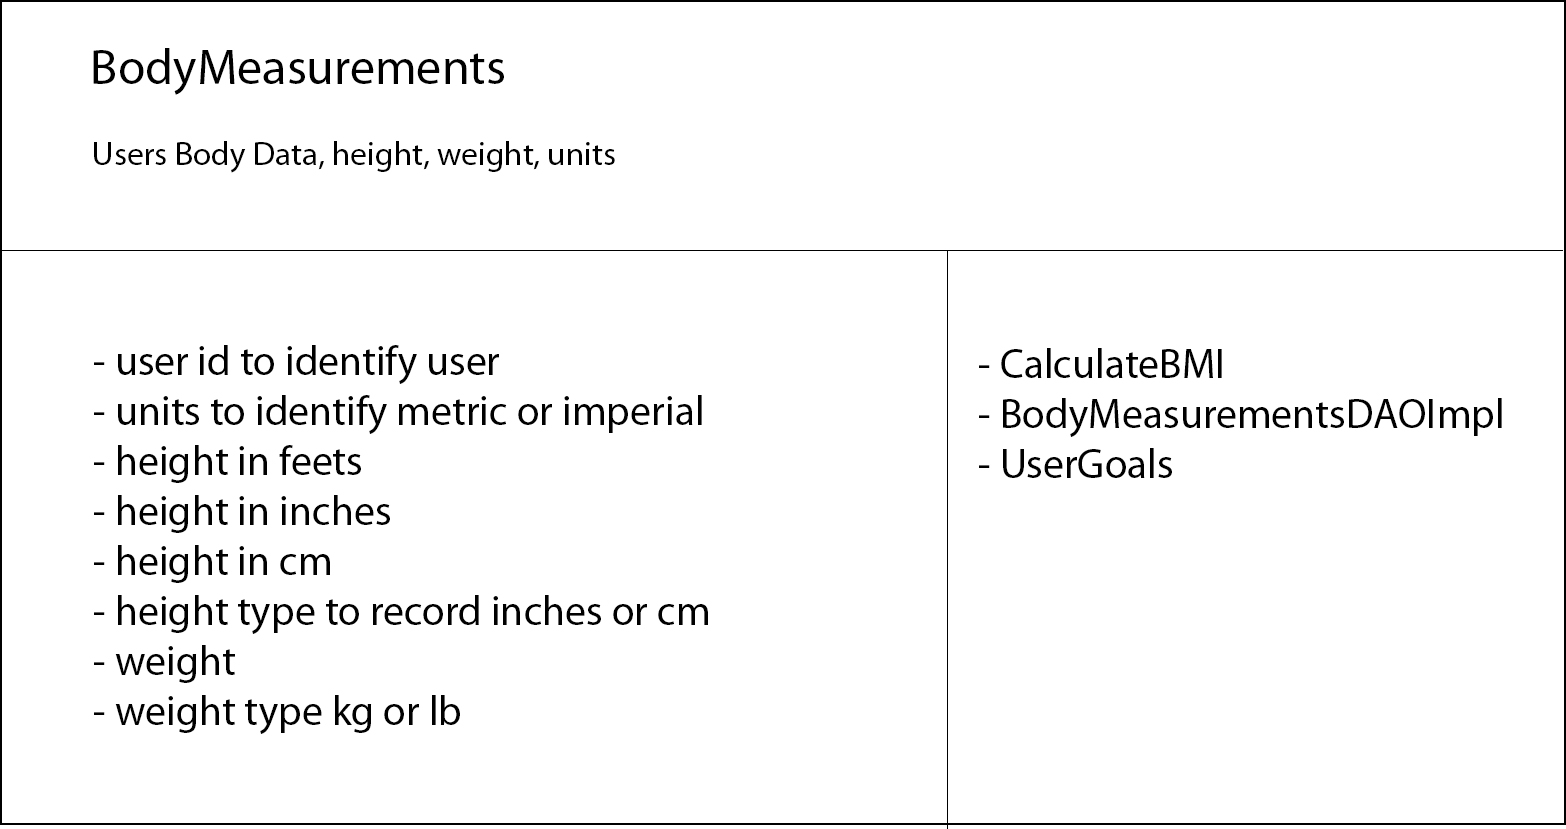 BodyMeasurements
Users Body Data, height, weight, units
- user id to identify user
- units to identify metric or imperial
- height in feets
- height in inches
- height in cm
- height type to record inches or cm
- weight
- weight type kg or lb
- CalculateBMI
- BodyMeasurementsDAOImpl
- UserGoals